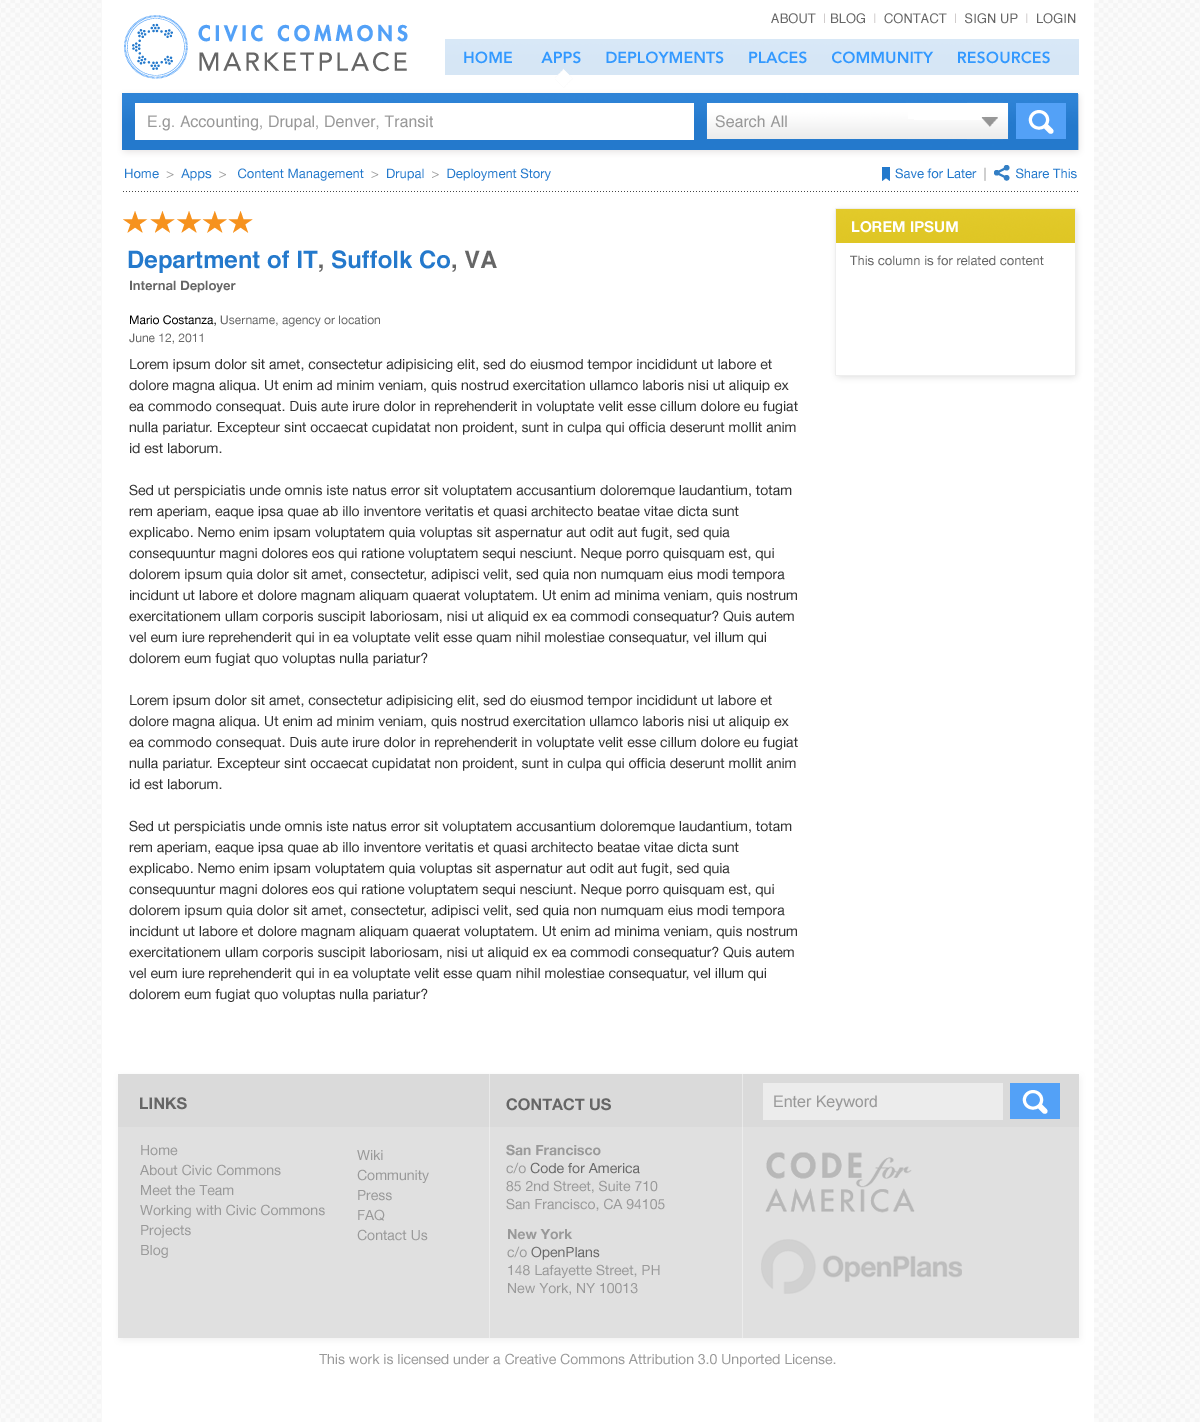 CIVIC COMMONS
MARKETPLACE
ABOUT | BLOG | CONTACT | SIGN UP | LOGIN
HOME APPS DEPLOYMENTS PLACES COMMUNITY RESOURCES
E.g. Accounting, Drupal, Denver, Transit
Search All
Home > Apps > Content Management > Drupal > Deployment Story
Save for Later | Share This
Department of IT, Suffolk Co, VA
Internal Deployer
Mario Costanza, Username, agency or location
June 12, 2011
Lorem ipsum dolor sit amet, consectetur adipisicing elit, sed do eiusmod tempor incididunt ut labore et
dolore magna aliqua. Ut enim ad minim veniam, quis nostrud exercitation ullamco laboris nisi ut aliquip ex
ea commodo consequat. Duis aute irure dolor in reprehenderit in voluptate velit esse cillum dolore eu fugiat
nulla pariatur. Excepteur sint occaecat cupidatat non proident, sunt in culpa qui officia deserunt mollit anim
id est laborum.
Sed ut perspiciatis unde omnis iste natus error sit voluptatem accusantium doloremque laudantium, totam
rem aperiam, eaque ipsa quae ab illo inventore veritatis et quasi architecto beatae vitae dicta sunt
explicabo. Nemo enim ipsam voluptatem quia voluptas sit aspernatur aut odit aut fugit, sed quia
consequuntur magni dolores eos qui ratione voluptatem sequi nesciunt. Neque porro quisquam est, qui
dolorem ipsum quia dolor sit amet, consectetur, adipisci velit, sed quia non numquam eius modi tempora
incidunt ut labore et dolore magnam aliquam quaerat voluptatem. Ut enim ad minima veniam, quis nostrum
exercitationem ullam corporis suscipit laboriosam, nisi ut aliquid ex ea commodi consequatur? Quis autem
vel eum iure reprehenderit qui in ea voluptate velit esse quam nihil molestiae consequatur, vel illum qui
dolorem eum fugiat quo voluptas nulla pariatur?
Lorem ipsum dolor sit amet, consectetur adipisicing elit, sed do eiusmod tempor incididunt ut labore et
dolore magna aliqua. Ut enim ad minim veniam, quis nostrud exercitation ullamco laboris nisi ut aliquip ex
ea commodo consequat. Duis aute irure dolor in reprehenderit in voluptate velit esse cillum dolore eu fugiat
nulla pariatur. Excepteur sint occaecat cupidatat non proident, sunt in culpa qui officia deserunt mollit anim
id est laborum.
Sed ut perspiciatis unde omnis iste natus error sit voluptatem accusantium doloremque laudantium, totam
rem aperiam, eaque ipsa quae ab illo inventore veritatis et quasi architecto beatae vitae dicta sunt
explicabo. Nemo enim ipsam voluptatem quia voluptas sit aspernatur aut odit aut fugit, sed quia
consequuntur magni dolores eos qui ratione voluptatem sequi nesciunt. Neque porro quisquam est, qui
dolorem ipsum quia dolor sit amet, consectetur, adipisci velit, sed quia non numquam eius modi tempora
incidunt ut labore et dolore magnam aliquam quaerat voluptatem. Ut enim ad minima veniam, quis nostrum
exercitationem ullam corporis suscipit laboriosam, nisi ut aliquid ex ea commodi consequatur? Quis autem
vel eum iure reprehenderit qui in ea voluptate velit esse quam nihil molestiae consequatur, vel illum qui
dolorem eum fugiat quo voluptas nulla pariatur?
LOREM IPSUM
This column is for related content
LINKS
Home
About Civic Commons
Meet the Team
Working with Civic Commons
Projects
Blog
Wiki
Community
Press
FAQ
Contact Us
CONTACT US
San Francisco
c/o Code for America
85 2nd Street, Suite 710
San Francisco, CA 94105
New York
c/o OpenPlans
148 Lafayette Street, PH
New York, NY 10013
Enter Keyword
CODE for
AMERICA
OpenPlans
This work is licensed under a Creative Commons Attribution 3.0 Unported License.